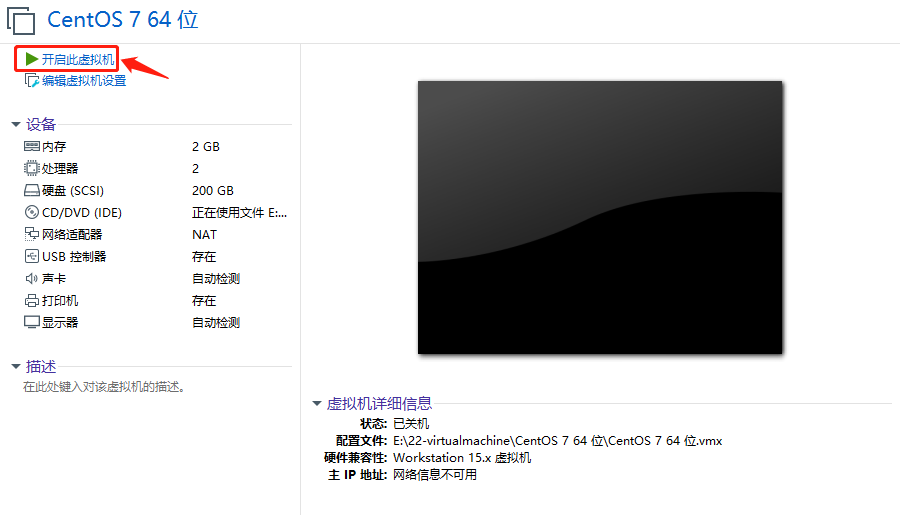 CentOS 7 64 位
开启此虚拟机
编辑虚拟机设置
设备
内存 2 GB
处理器 2
硬盘 (SCSI) 200 GB
CD/DVD (IDE) 正在使用文件 E:...
网络适配器 NAT
USB 控制器 存在
声卡 自动检测
打印机 存在
显示器 自动检测
描述
在此处键入对该虚拟机的描述。
虚拟机详细信息
状态: 已关机
配置文件: E:\22-virtualmachine\CentOS 7 64 位\CentOS 7 64 位.vmx
硬件兼容性: Workstation 15.x 虚拟机
主 IP 地址: 网络信息不可用